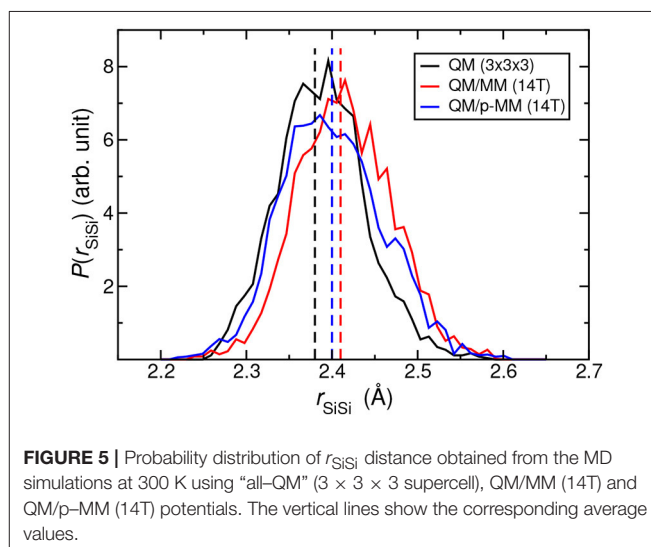 QM (3x3x3)
QM/MM (14T)
QM/p-MM (14T)
P(r_SiSi) (arb. unit)
8
6
4
2
2.2 2.3 2.4 2.5 2.6 2.7
r_SiSi (Å)
FIGURE 5 | Probability distribution of r_SiSi distance obtained from the MD
simulations at 300 K using “all–QM” (3 × 3 × 3 supercell), QM/MM (14T) and
QM/p–MM (14T) potentials. The vertical lines show the corresponding average
values.